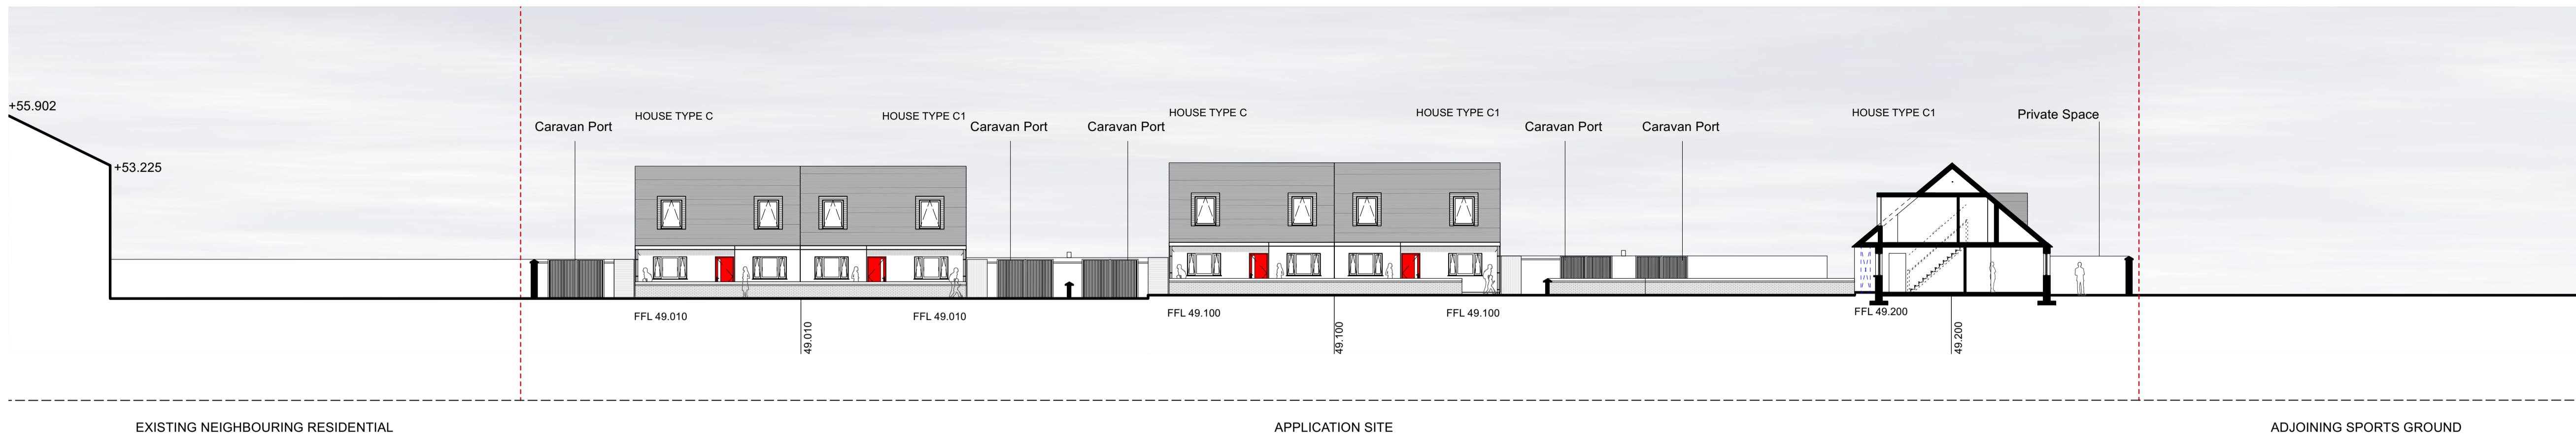 +55.902
+53.225
Caravan Port
HOUSE TYPE C
HOUSE TYPE C1
Caravan Port
Caravan Port
HOUSE TYPE C
HOUSE TYPE C1
Caravan Port
Caravan Port
HOUSE TYPE C1
Private Space
FFL 49.010
49.010
FFL 49.010
FFL 49.100
49.100
FFL 49.100
FFL 49.200
49.200
EXISTING NEIGHBOURING RESIDENTIAL
APPLICATION SITE
ADJOINING SPORTS GROUND